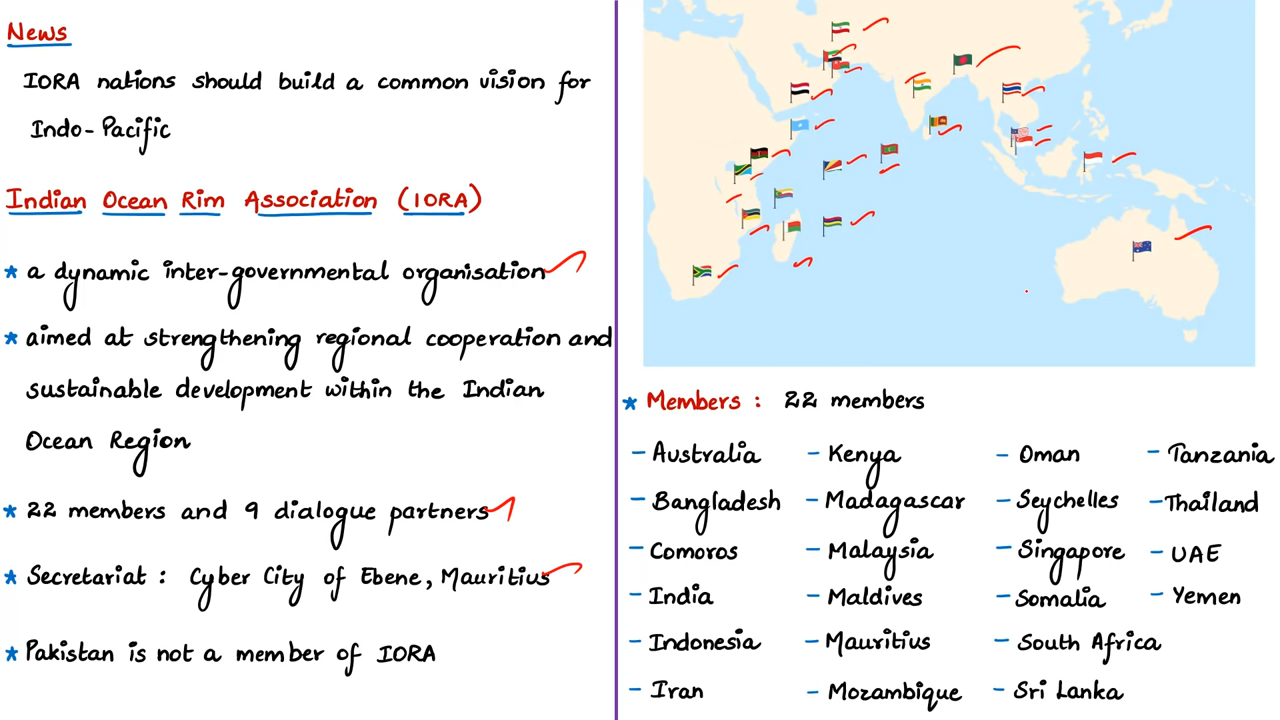 News
IORA nations should build a common vision for
Indo-Pacific
Indian Ocean Rim Association (IORA)
* a dynamic inter-governmental organisation
* aimed at strengthening regional cooperation and
sustainable development within the Indian
Ocean Region
* 22 members and 9 dialogue partners
* Secretariat : Cyber City of Ebene, Mauritius
* Pakistan is not a member of IORA
* Members : 22 members
- Australia
- Bangladesh
- Comoros
- India
- Indonesia
- Iran
- Kenya
- Madagascar
- Malaysia
- Maldives
- Mauritius
- Mozambique
- Oman
- Seychelles
- Singapore
- Somalia
- South Africa
- Sri Lanka
- Tanzania
- Thailand
- UAE
- Yemen